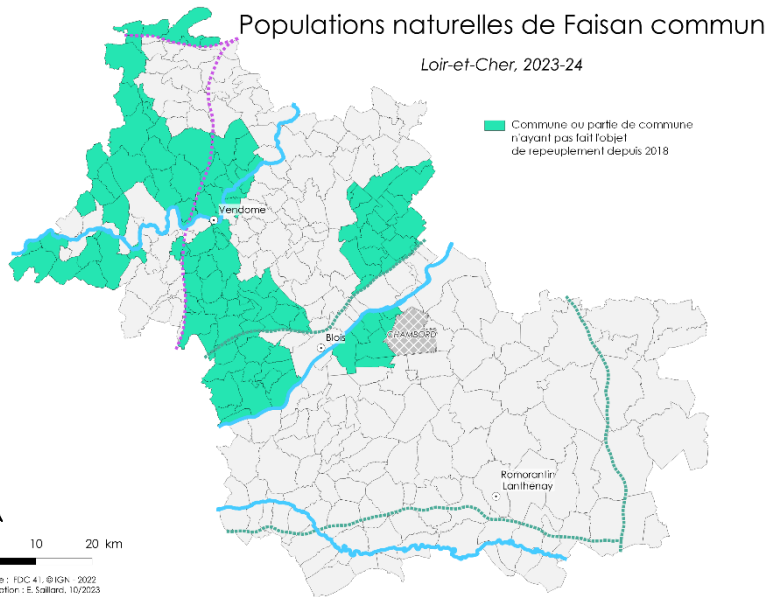 Populations naturelles de Faisan commun
Loir-et-Cher, 2023-24
Commune ou partie de commune
n'ayant pas fait l'objet
de repeuplement depuis 2018
Vendome
CHAMBORD
Blois
Romorantin
Lanthenay
10 20 km
e : FDC 41, © IGN - 2022
ation : E. Saillard, 10/2023